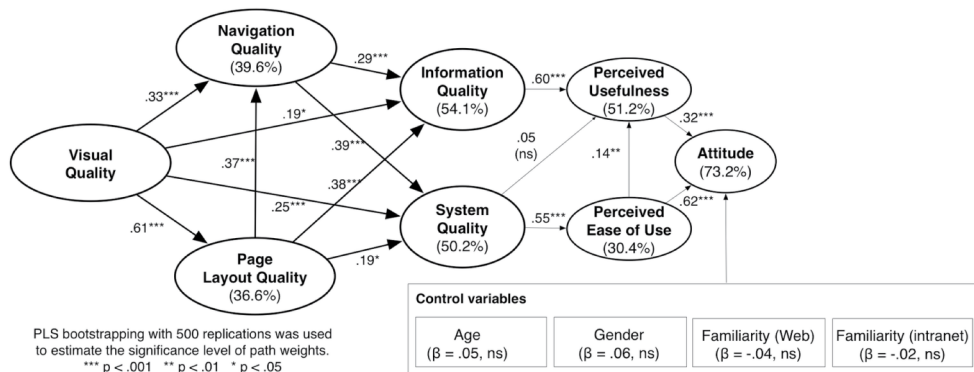 Navigation
Quality
(39.6%)
.29***
Information
Quality
(54.1%)
.60***
Perceived
Usefulness
(51.2%)
.33***
.19*
.05
(ns)
.32***
Visual
Quality
.37***
.39***
.14**
Attitude
(73.2%)
.38***
.25***
System
Quality
(50.2%)
.55***
Perceived
Ease of Use
(30.4%)
.62***
.61***
Page
Layout Quality
(36.6%)
.19*
Control variables
Age
(β = .05, ns)
Gender
(β = .06, ns)
Familiarity (Web)
(β = -.04, ns)
Familiarity (intranet)
(β = -.02, ns)
PLS bootstrapping with 500 replications was used
to estimate the significance level of path weights.
*** p < .001 ** p < .01 * p < .05